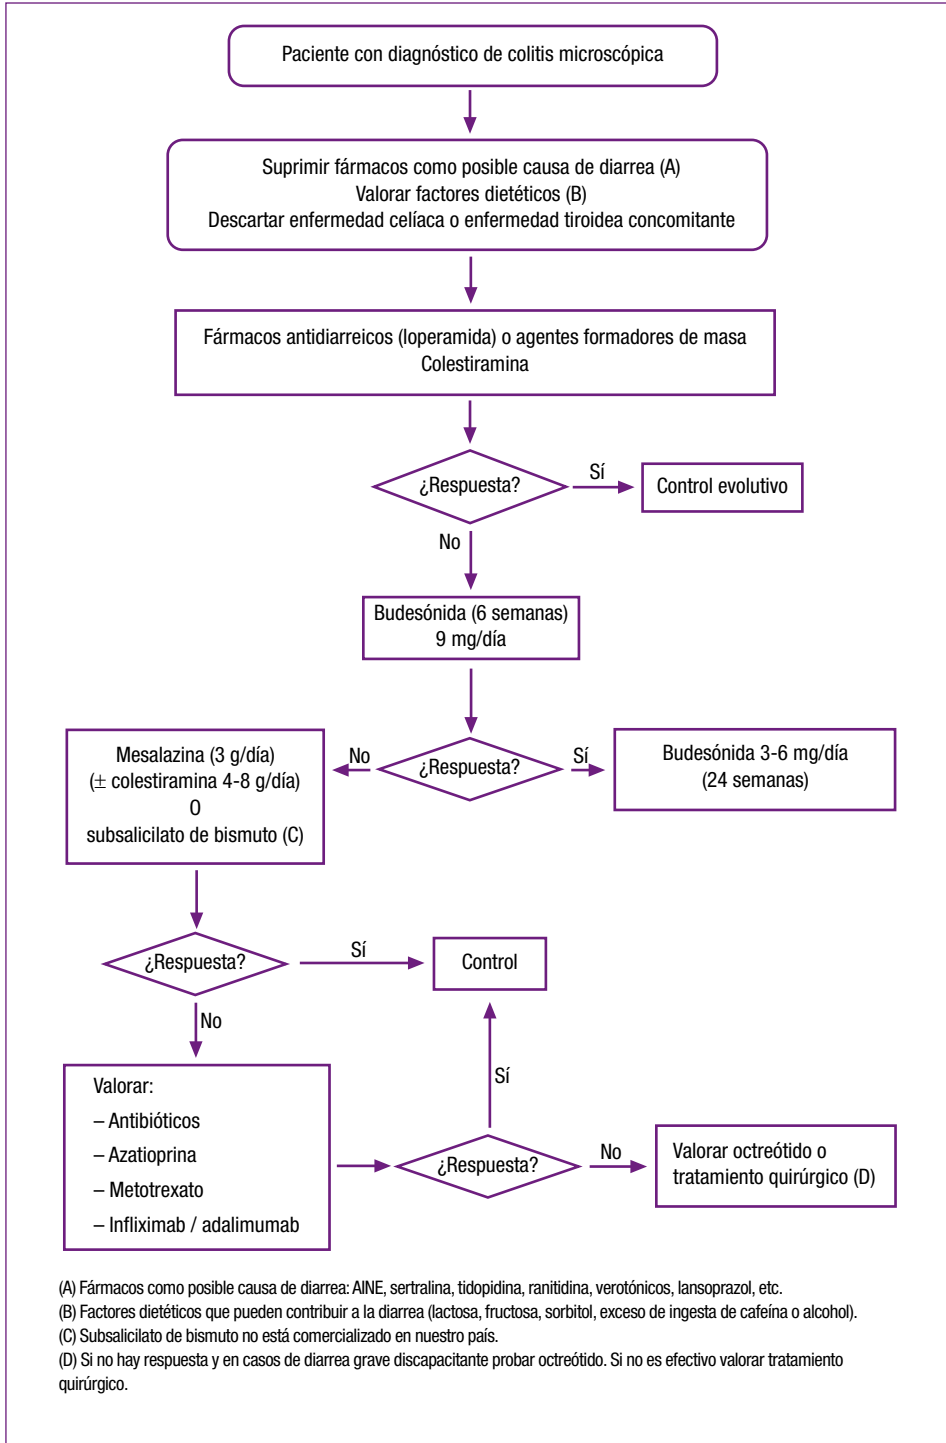 Paciente con diagnóstico de colitis microscópica
Suprimir fármacos como posible causa de diarrea (A)
Valorar factores dietéticos (B)
Descartar enfermedad celíaca o enfermedad tiroidea concomitante
Fármacos antidiarreicos (loperamida) o agentes formadores de masa
Colestiramina
¿Respuesta?
Sí
Control evolutivo
No
Budesónida (6 semanas)
9 mg/día
¿Respuesta?
Sí
Budesónida 3-6 mg/día
(24 semanas)
No
Mesalazina (3 g/día)
(± colestiramina 4-8 g/día)
O
subsalicilato de bismuto (C)
¿Respuesta?
Sí
Control
No
Valorar:
– Antibióticos
– Azatioprina
– Metotrexato
– Infliximab / adalimumab
¿Respuesta?
Sí
No
Valorar octreótido o
tratamiento quirúrgico (D)
(A) Fármacos como posible causa de diarrea: AINE, sertralina, tidopidina, ranitidina, verotónicos, lansoprazol, etc.
(B) Factores dietéticos que pueden contribuir a la diarrea (lactosa, fructosa, sorbitol, exceso de ingesta de cafeína o alcohol).
(C) Subsalicilato de bismuto no está comercializado en nuestro país.
(D) Si no hay respuesta y en casos de diarrea grave discapacitante probar octreótido. Si no es efectivo valorar tratamiento
quirúrgico.